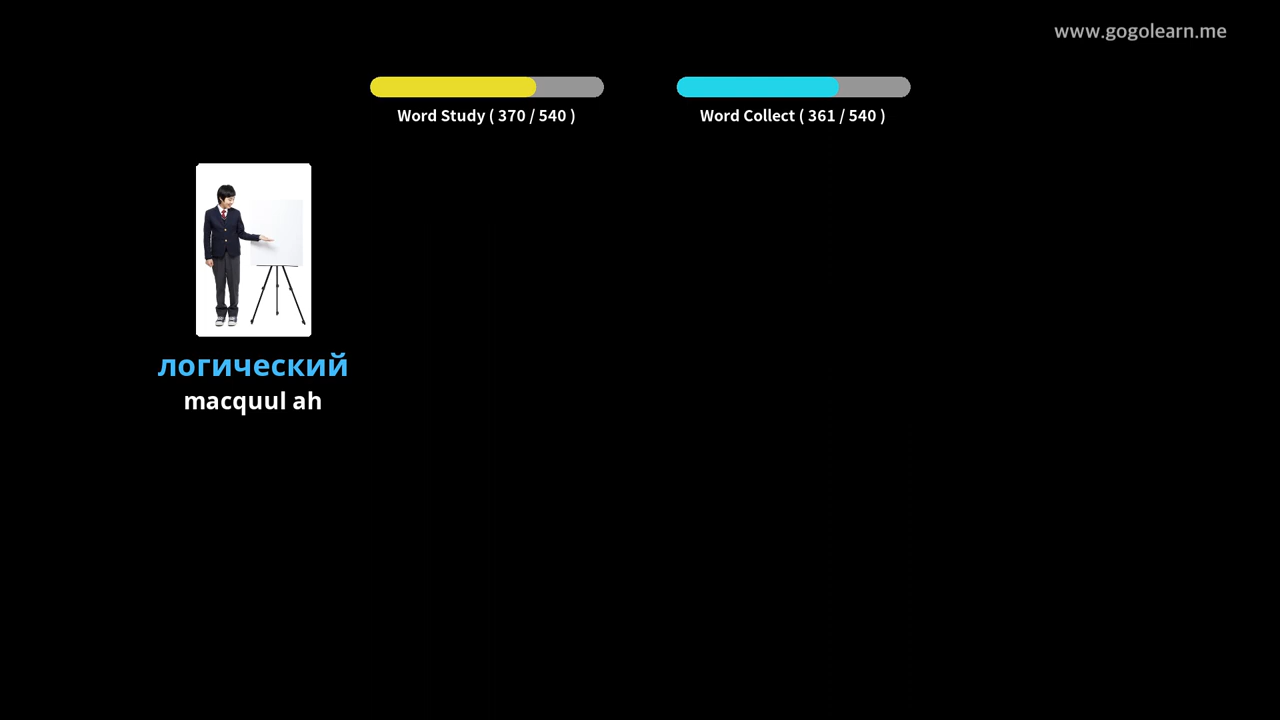 www.gogolearn.me
Word Study ( 370 / 540 )
Word Collect ( 361 / 540 )
логический
macquul ah